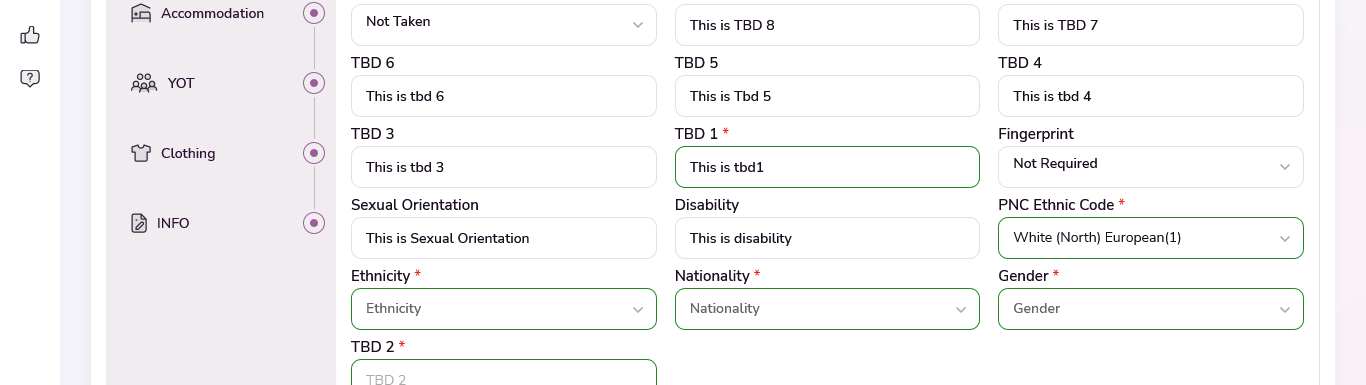 Accommodation
YOT
Clothing
INFO
Not Taken
This is TBD 8
This is TBD 7
TBD 6
TBD 5
TBD 4
This is tbd 6
This is Tbd 5
This is tbd 4
TBD 3
TBD 1 *
Fingerprint
This is tbd 3
This is tbd1
Not Required
Sexual Orientation
Disability
PNC Ethnic Code *
This is Sexual Orientation
This is disability
White (North) European(1)
Ethnicity *
Nationality *
Gender *
Ethnicity
Nationality
Gender
TBD 2 *
TBD 2